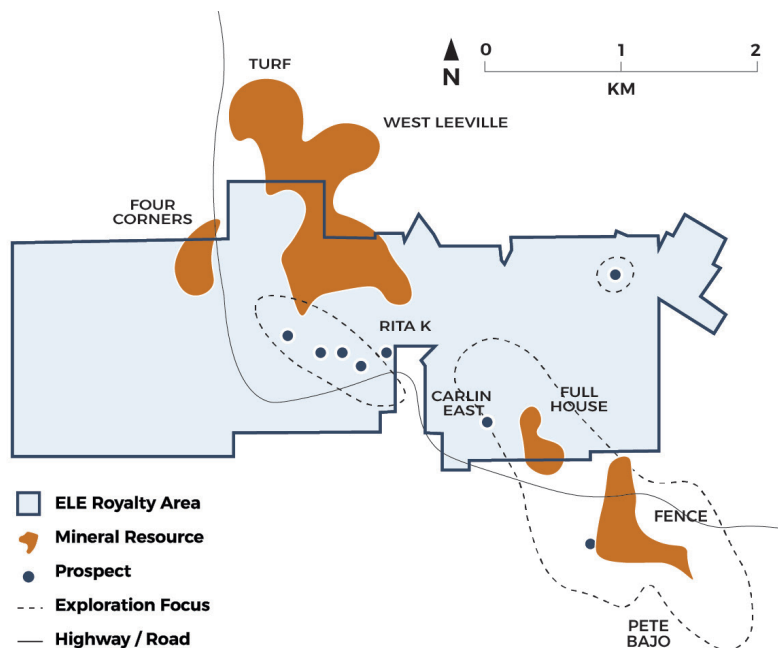 TURF
0 1 2
N
KM
WEST LEEVILLE
FOUR
CORNERS
RITA K
CARLIN
EAST
FULL
HOUSE
ELE Royalty Area
Mineral Resource
FENCE
Prospect
Exploration Focus
PETE
BAJO
Highway / Road